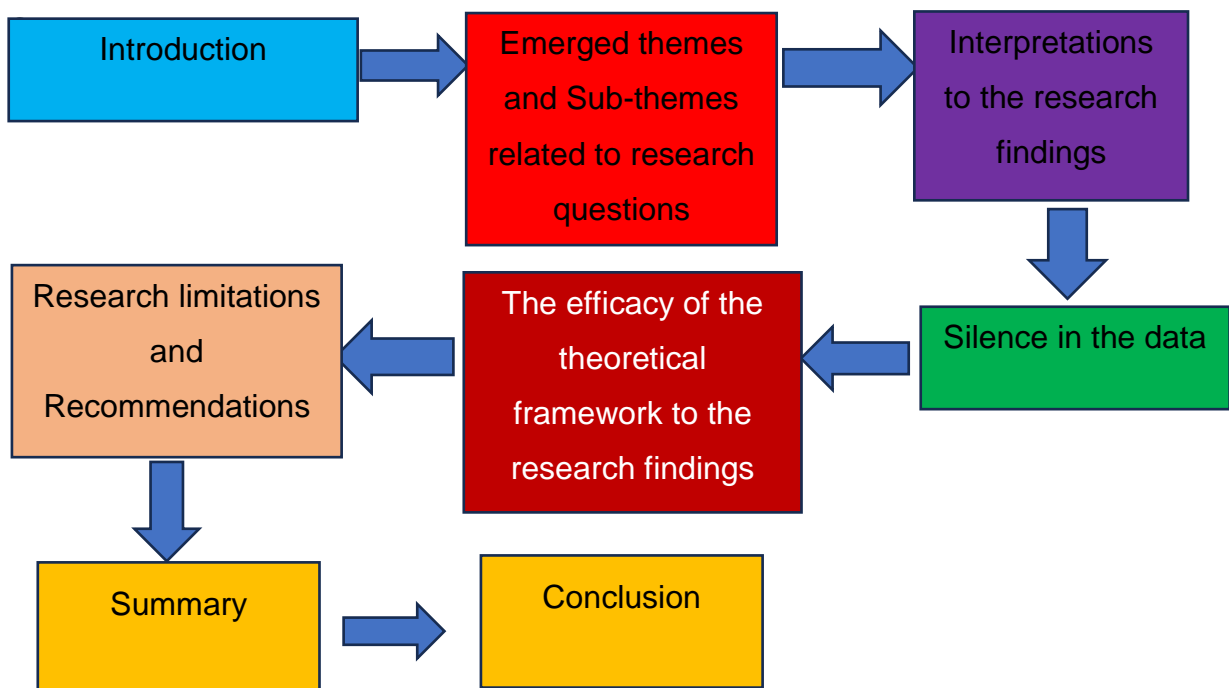 Introduction
Emerged themes
and Sub-themes
related to research
questions
Interpretations
to the research
findings
Silence in the data
The efficacy of the
theoretical
framework to the
research findings
Research limitations
and
Recommendations
Summary
Conclusion